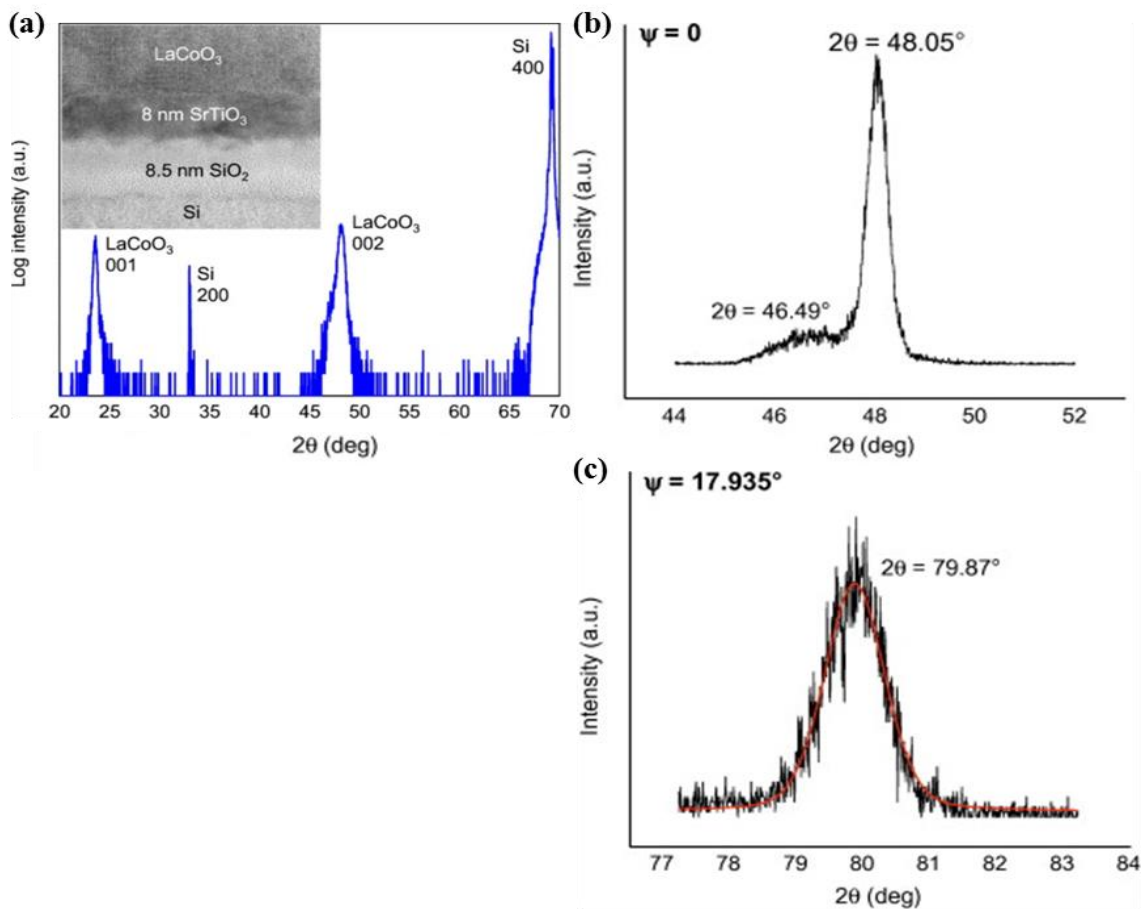 (a)
LaCoO₃
8 nm SrTiO₃
8.5 nm SiO₂
Si
Si
400
LaCoO₃
001
Si
200
LaCoO₃
002
Log intensity (a.u.)
20 25 30 35 40 45 50 55 60 65 70
2θ (deg)
(b)
ψ = 0
2θ = 48.05°
2θ = 46.49°
Intensity (a.u.)
44 46 48 50 52
2θ (deg)
(c)
ψ = 17.935°
2θ = 79.87°
Intensity (a.u.)
77 78 79 80 81 82 83 84
2θ (deg)